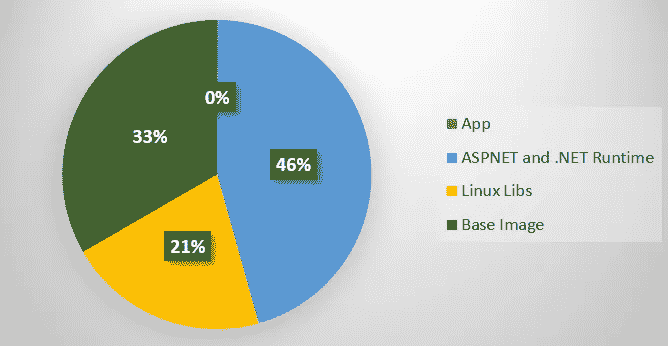 0%
33%
46%
21%
App
ASPNET and .NET Runtime
Linux Libs
Base Image